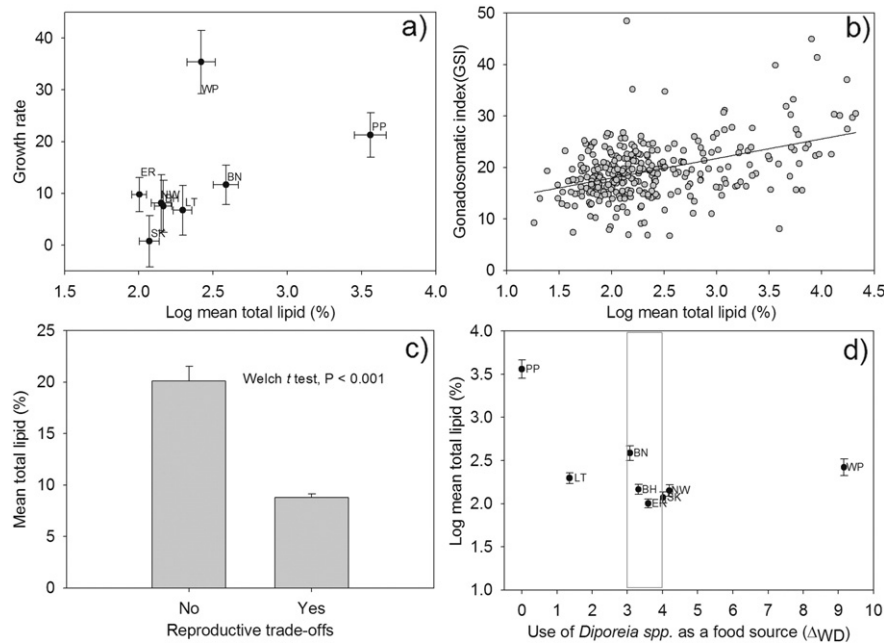 a)
40
30
20
10
0
Growth rate
WP
PP
BN
ER
NW
LT
SK
1.5 2.0 2.5 3.0 3.5 4.0
Log mean total lipid (%)
b)
50
40
30
20
10
0
Gonadosomatic index(GSI)
1.0 1.5 2.0 2.5 3.0 3.5 4.0 4.5
Log mean total lipid (%)
c)
25
20
15
10
5
0
Mean total lipid (%)
Welch t test, P < 0.001
No Yes
Reproductive trade-offs
d)
4.0
3.5
3.0
2.5
2.0
1.5
1.0
Log mean total lipid (%)
PP
BN
LT
WP
BH
NW
SK
ER
0 1 2 3 4 5 6 7 8 9 10
Use of Diporeia spp. as a food source (ΔWD)